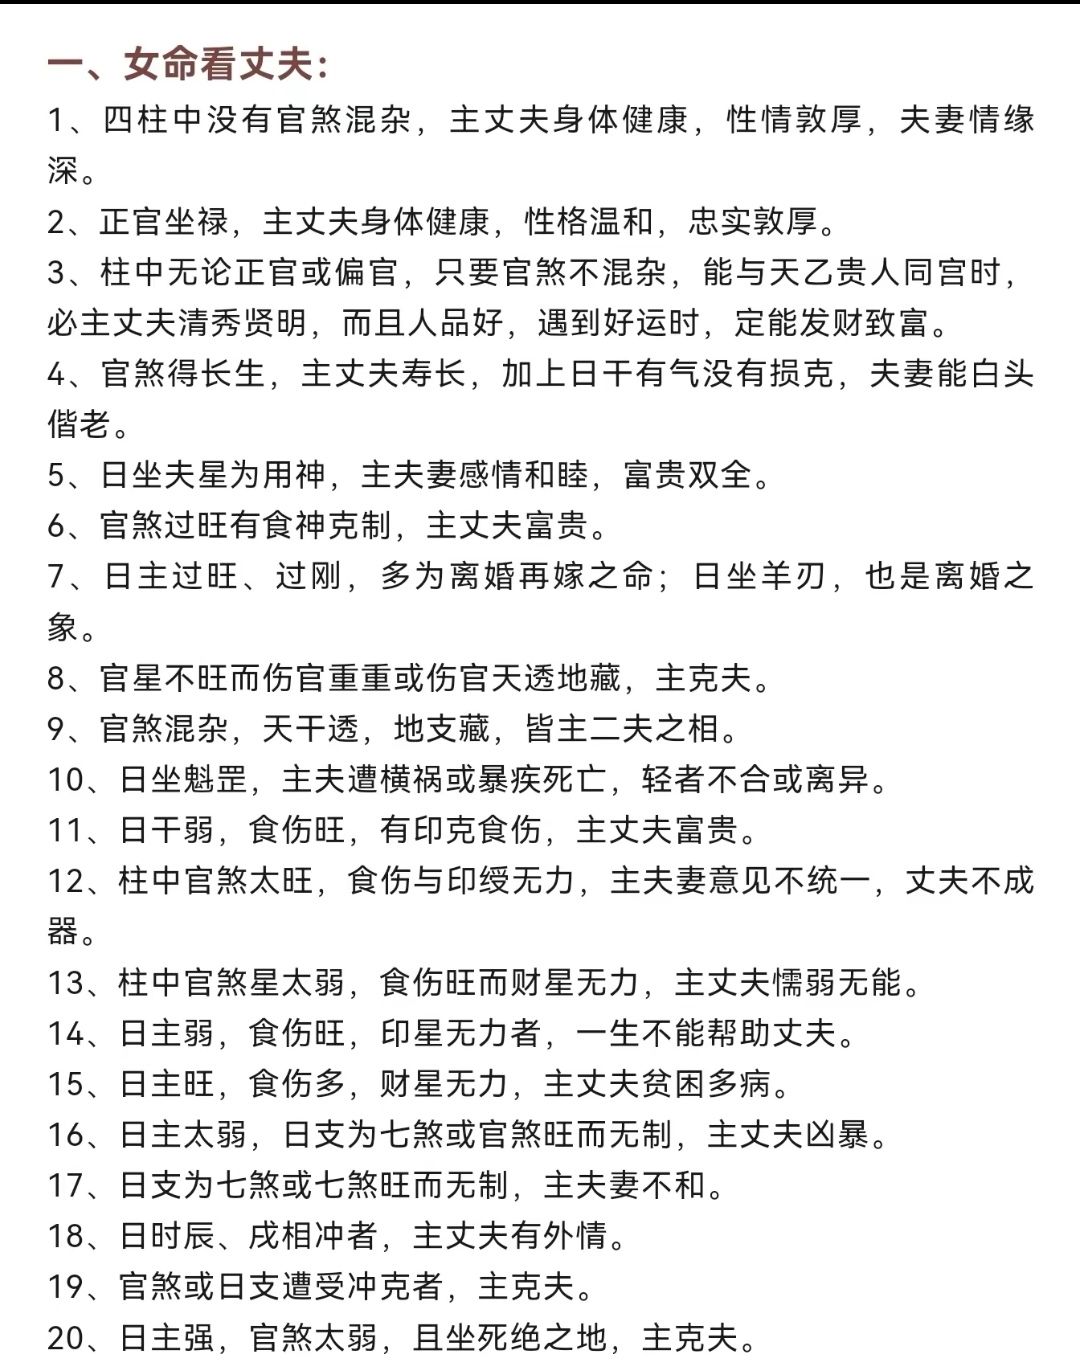 一、女命看丈夫：
1、四柱中没有官煞混杂，主丈夫身体健康，性情敦厚，夫妻情缘
深。
2、正官坐禄，主丈夫身体健康，性格温和，忠实敦厚。
3、柱中无论正官或偏官，只要官煞不混杂，能与天乙贵人同宫时，
必主丈夫清秀贤明，而且人品好，遇到好运时，定能发财致富。
4、官煞得长生，主丈夫寿长，加上日干有气没有损克，夫妻能白头
偕老。
5、日坐夫星为用神，主夫妻感情和睦，富贵双全。
6、官煞过旺有食神克制，主丈夫富贵。
7、日主过旺、过刚，多为离婚再嫁之命；日坐羊刃，也是离婚之
象。
8、官星不旺而伤官重重或伤官天透地藏，主克夫。
9、官煞混杂，天干透，地支藏，皆主二夫之相。
10、日坐魁罡，主夫遭横祸或暴疾死亡，轻者不合或离异。
11、日干弱，食伤旺，有印克食伤，主丈夫富贵。
12、柱中官煞太旺，食伤与印绶无力，主夫妻意见不统一，丈夫不成
器。
13、柱中官煞星太弱，食伤旺而财星无力，主丈夫懦弱无能。
14、日主弱，食伤旺，印星无力者，一生不能帮助丈夫。
15、日主旺，食伤多，财星无力，主丈夫贫困多病。
16、日主太弱，日支为七煞或官煞旺而无制，主丈夫凶暴。
17、日支为七煞或七煞旺而无制，主夫妻不和。
18、日时辰、戌相冲者，主丈夫有外情。
19、官煞或日支遭受冲克者，主克夫。
20、日主强，官煞太弱，且坐死绝之地，主克夫。